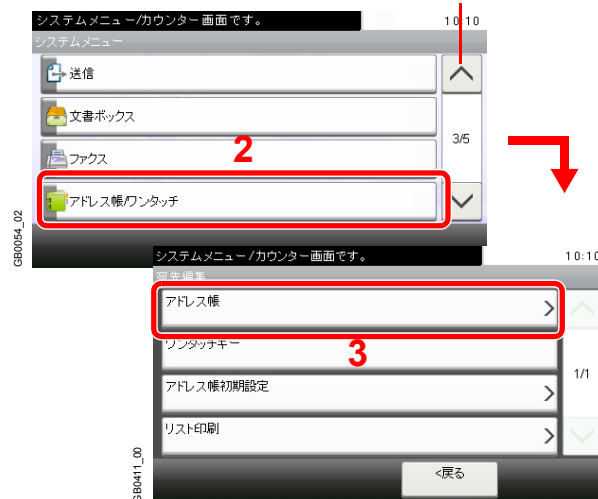 システムメニュー/カウンター画面です。 10:10
システムメニュー
送信
文書ボックス
3/5
ファクス
2
アドレス帳/ワンタッチ
GB0054_02
システムメニュー/カウンター画面です。 10:10
宛先編集
アドレス帳
ワンタッチキー
3
1/1
アドレス帳初期設定
リスト印刷
<戻る
GB0411_00